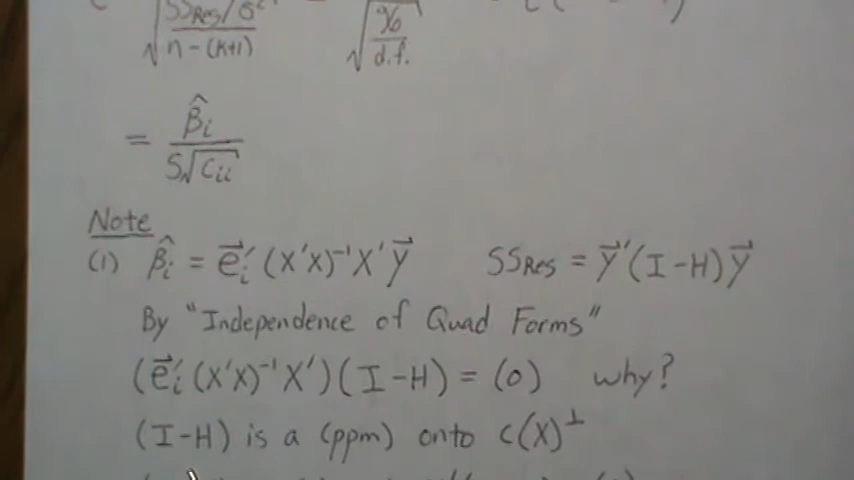 √(SSRes/σ² / n-(k+1)) √(χ²/d.f.)
= β̂i / S√Cii
Note
(1) β̂i = e⃗i′(X′X)⁻¹X′y⃗ SSRes = y⃗′(I-H)y⃗
By "Independence of Quad Forms"
(e⃗i′(X′X)⁻¹X′)(I-H) = (0) why?
(I-H) is a (ppm) onto C(X)⊥